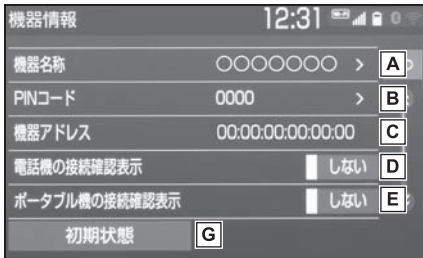 機器情報 12:31
機器名称 ○○○○○○○ > A
PINコード 0000 > B
機器アドレス 00:00:00:00:00:00 C
電話機の接続確認表示 しない D
ポータブル機の接続確認表示 しない E
初期状態 G